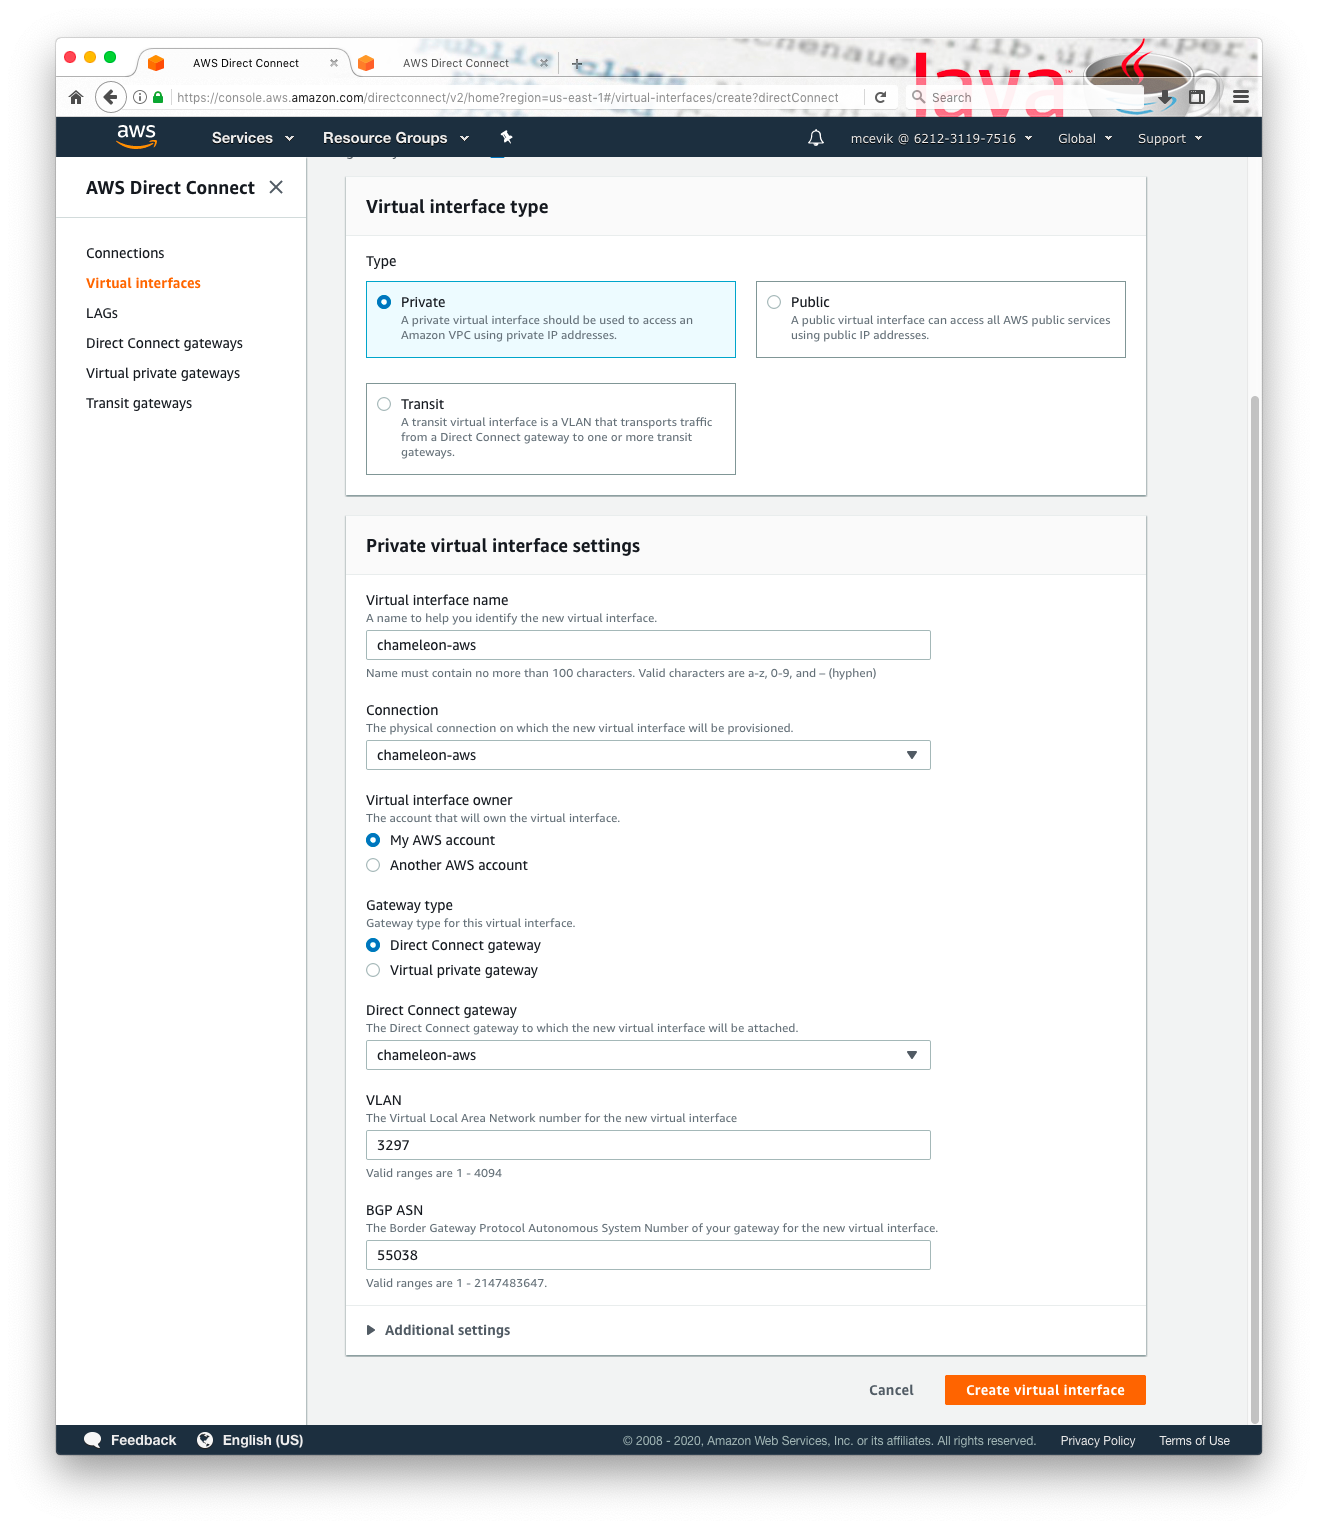 AWS Direct Connect
AWS Direct Connect
https://console.aws.amazon.com/directconnect/v2/home?region=us-east-1#/virtual-interfaces/create?directConnect
Search
aws
Services
Resource Groups
mcevik @ 6212-3119-7516
Global
Support
AWS Direct Connect
Connections
Virtual interfaces
LAGs
Direct Connect gateways
Virtual private gateways
Transit gateways
Virtual interface type
Type
Private
A private virtual interface should be used to access an
Amazon VPC using private IP addresses.
Public
A public virtual interface can access all AWS public services
using public IP addresses.
Transit
A transit virtual interface is a VLAN that transports traffic
from a Direct Connect gateway to one or more transit
gateways.
Private virtual interface settings
Virtual interface name
A name to help you identify the new virtual interface.
chameleon-aws
Name must contain no more than 100 characters. Valid characters are a-z, 0-9, and – (hyphen)
Connection
The physical connection on which the new virtual interface will be provisioned.
chameleon-aws
Virtual interface owner
The account that will own the virtual interface.
My AWS account
Another AWS account
Gateway type
Gateway type for this virtual interface.
Direct Connect gateway
Virtual private gateway
Direct Connect gateway
The Direct Connect gateway to which the new virtual interface will be attached.
chameleon-aws
VLAN
The Virtual Local Area Network number for the new virtual interface
3297
Valid ranges are 1 - 4094
BGP ASN
The Border Gateway Protocol Autonomous System Number of your gateway for the new virtual interface.
55038
Valid ranges are 1 - 2147483647.
Additional settings
Cancel
Create virtual interface
Feedback
English (US)
© 2008 - 2020, Amazon Web Services, Inc. or its affiliates. All rights reserved.
Privacy Policy
Terms of Use